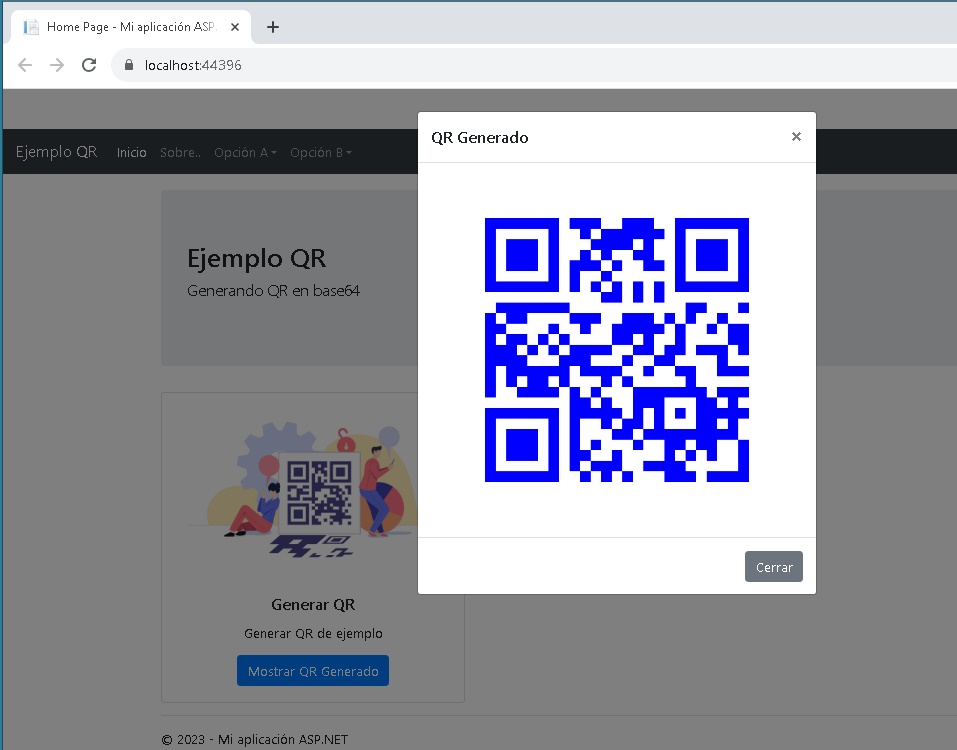 Home Page - Mi aplicación ASP.
localhost:44396
Ejemplo QR Inicio Sobre.. Opción A Opción B
QR Generado
Ejemplo QR
Generando QR en base64
Cerrar
Generar QR
Generar QR de ejemplo
Mostrar QR Generado
© 2023 - Mi aplicación ASP.NET